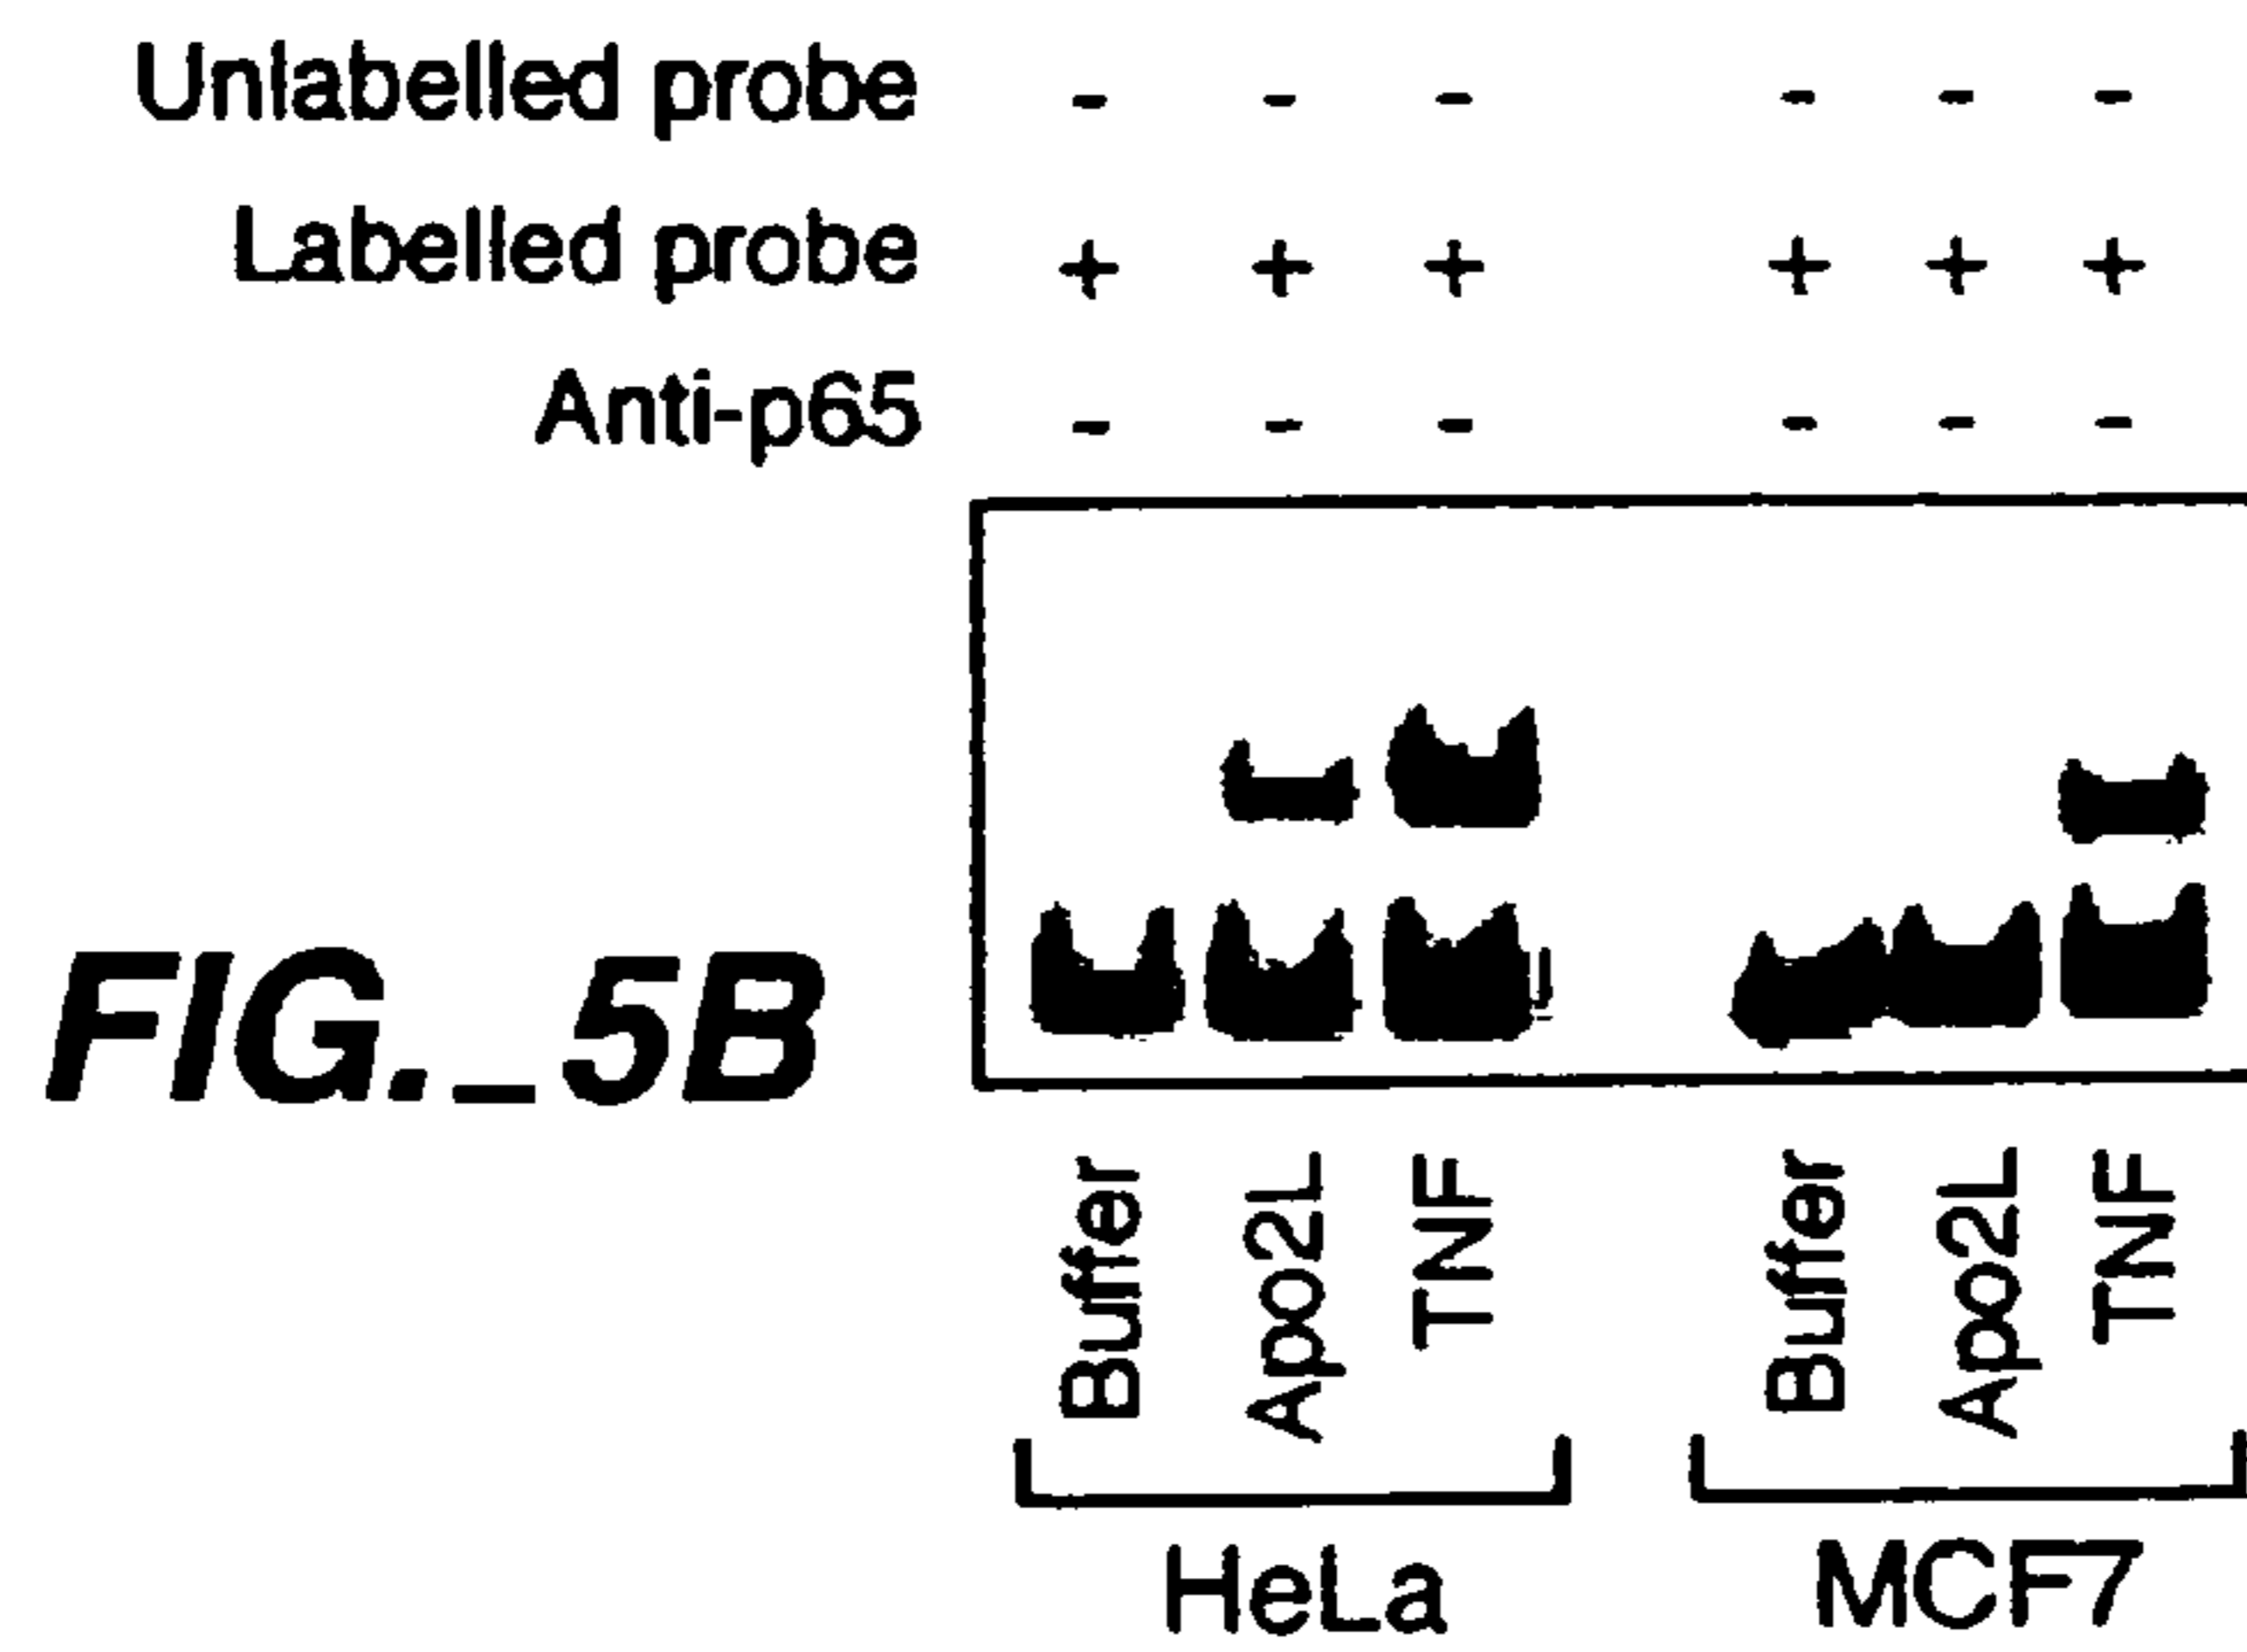 Unlabelled probe - - - - - -
Labelled probe + + + + + +
Anti-p65 - - - - - -
FIG._5B
Buffer Apo2L TNF Buffer Apo2L TNF
HeLa MCF7